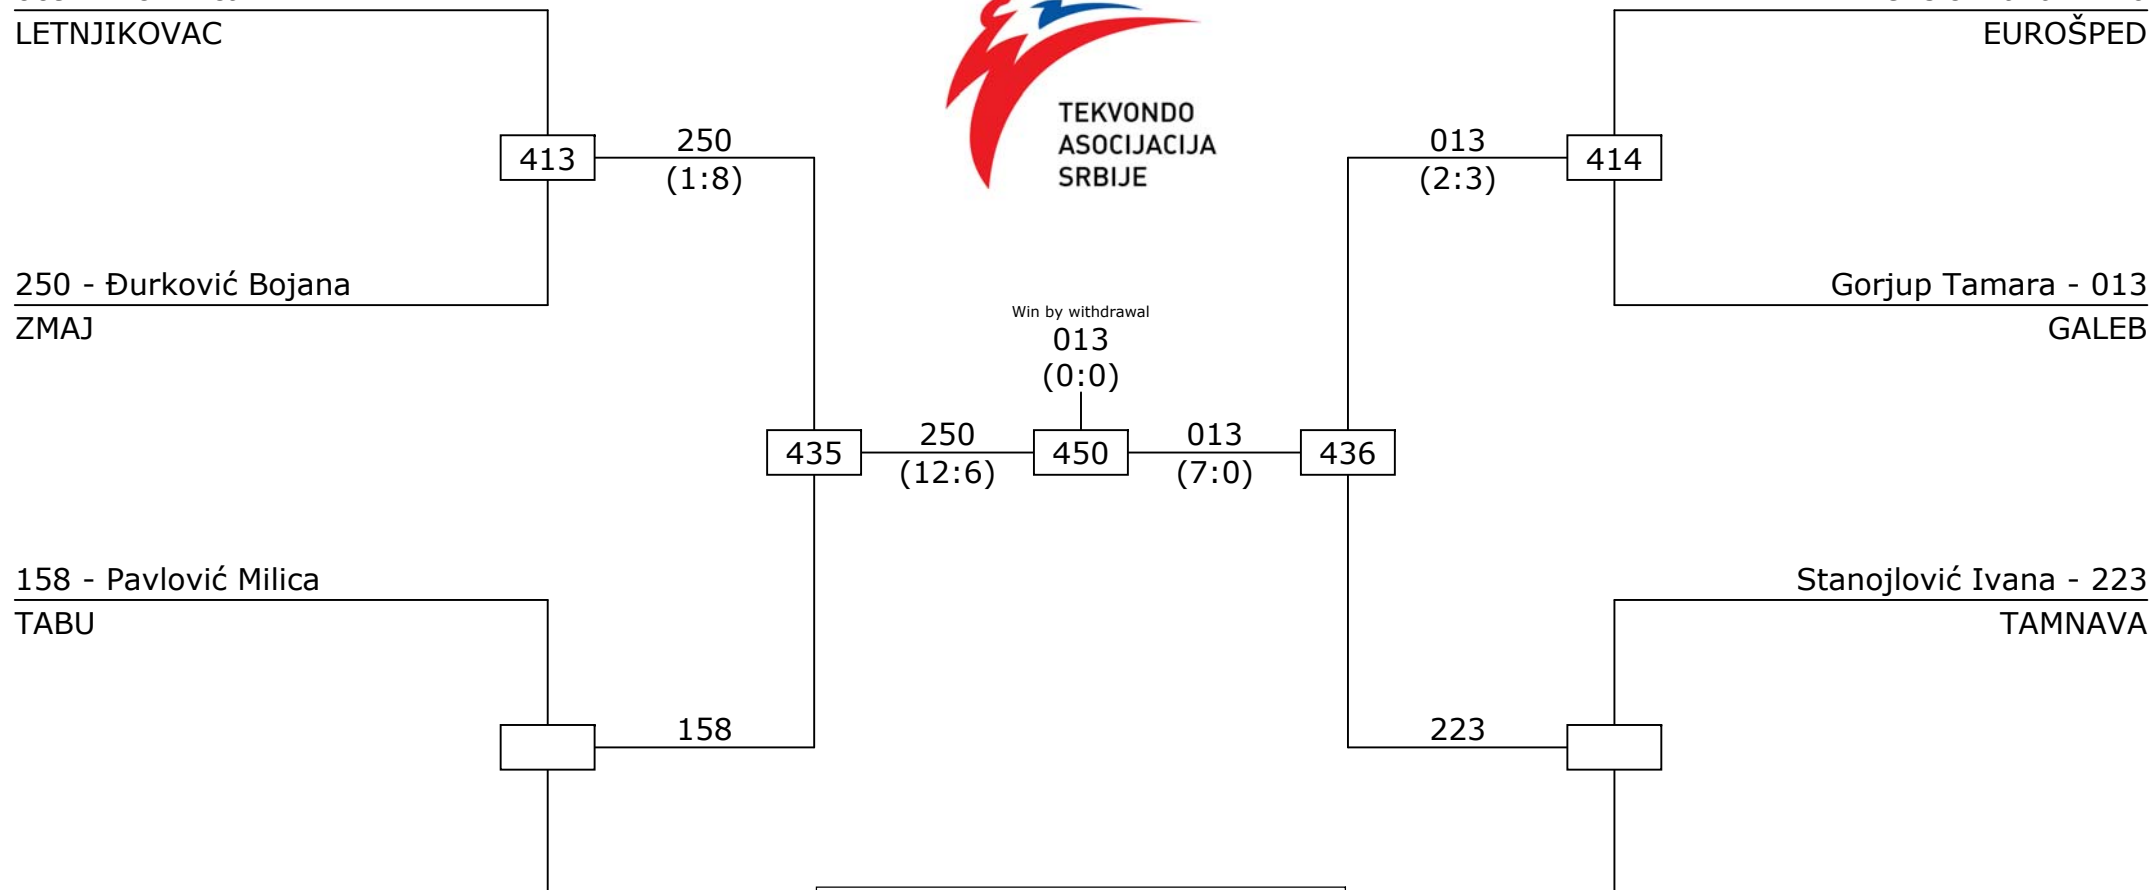 LETNJIKOVAC
EUROŠPED
TEKVONDO
ASOCIJACIJA
SRBIJE
413
250
(1:8)
013
(2:3)
414
250 - Đurković Bojana
ZMAJ
Gorjup Tamara - 013
GALEB
Win by withdrawal
013
(0:0)
435
250
(12:6)
450
013
(7:0)
436
158 - Pavlović Milica
TABU
Stanojlović Ivana - 223
TAMNAVA
158
223